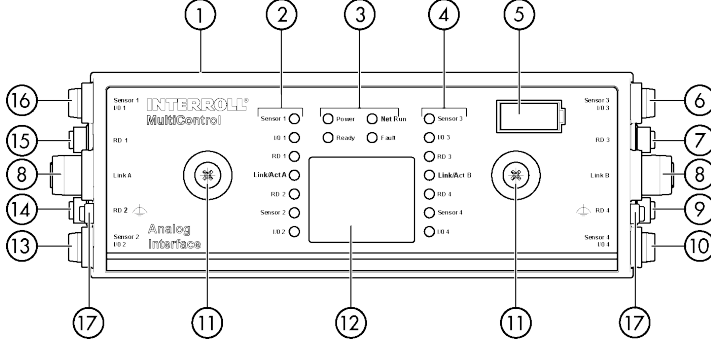 1
2
3
4
5
16
15
8
14
13
6
7
8
9
10
17
11
12
11
17
Sensor 1
I/O 1
RD 1
Link A
RD 2
Sensor 2
I/O 2
INTERROLL®
MultiControl
Analog
Interface
Sensor 1
I/O 1
RD 1
Link/Act A
RD 2
Sensor 2
I/O 2
Power
Net Run
Ready
Fault
Sensor 3
I/O 3
RD 3
Link/Act B
RD 4
Sensor 4
I/O 4
Sensor 3
I/O 3
RD 3
Link B
RD 4
Sensor 4
I/O 4